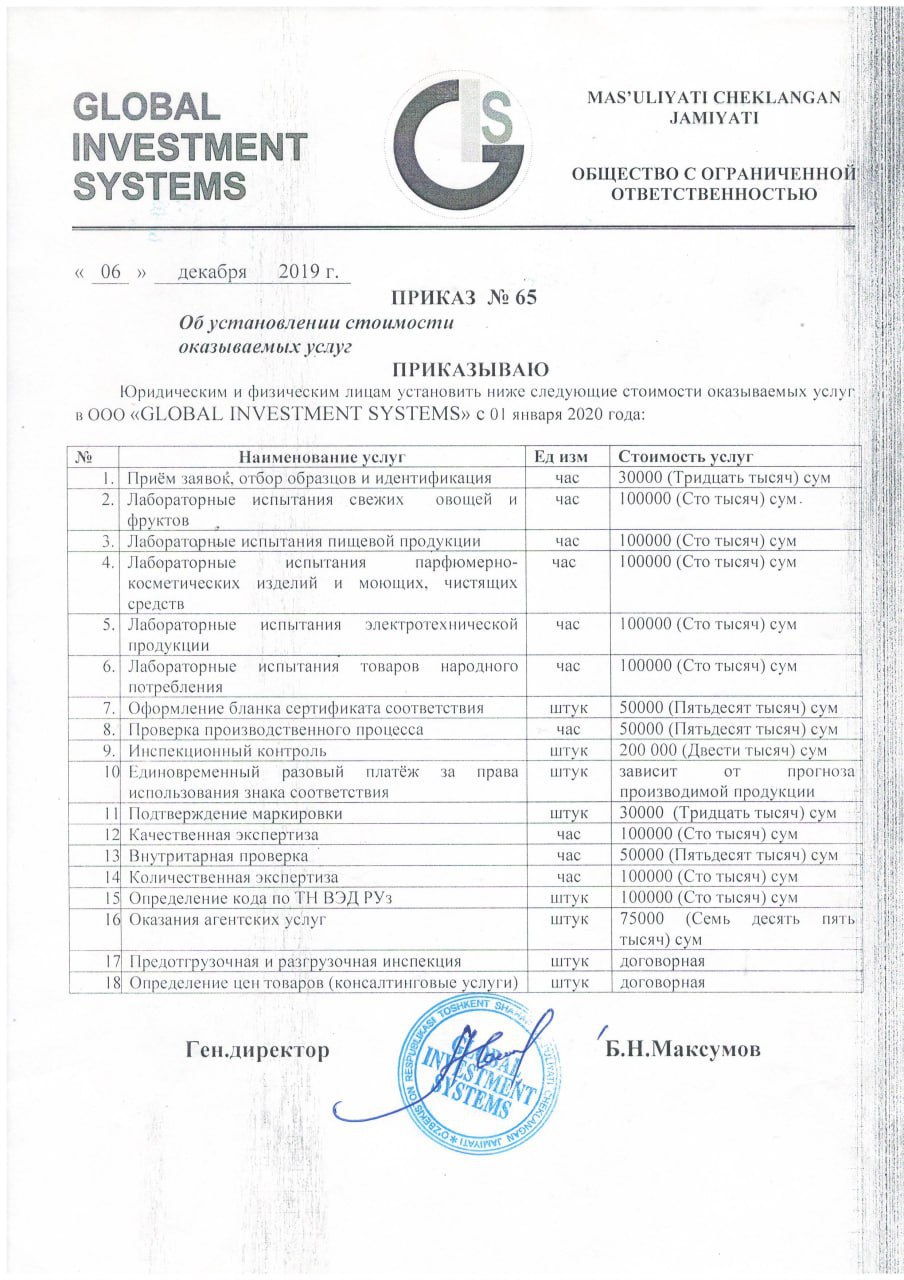 GLOBAL
INVESTMENT
SYSTEMS
IS
MAS’ULIYATI CHEKLANGAN
JAMIYATI
ОБЩЕСТВО С ОГРАНИЧЕННОЙ
ОТВЕТСТВЕННОСТЬЮ
« 06 » декабря 2019 г.
ПРИКАЗ № 65
Об установлении стоимости
оказываемых услуг
ПРИКАЗЫВАЮ
Юридическим и физическим лицам установить ниже следующие стоимости оказываемых услуг
в ООО «GLOBAL INVESTMENT SYSTEMS» с 01 января 2020 года:
№ Наименование услуг Ед изм Стоимость услуг
1. Приём заявок, отбор образцов и идентификация час 30000 (Тридцать тысяч) сум
2. Лабораторные испытания свежих овощей и час 100000 (Сто тысяч) сум.
фруктов
3. Лабораторные испытания пищевой продукции час 100000 (Сто тысяч) сум
4. Лабораторные испытания парфюмерно- час 100000 (Сто тысяч) сум
косметических изделий и моющих, чистящих
средств
5. Лабораторные испытания электротехнической час 100000 (Сто тысяч) сум
продукции
6. Лабораторные испытания товаров народного час 100000 (Сто тысяч) сум
потребления
7. Оформление бланка сертификата соответствия штук 50000 (Пятьдесят тысяч) сум
8. Проверка производственного процесса час 50000 (Пятьдесят тысяч) сум
9. Инспекционный контроль штук 200 000 (Двести тысяч) сум
10 Единовременный разовый платёж за права штук зависит от прогноза
использования знака соответствия производимой продукции
11 Подтверждение маркировки штук 30000 (Тридцать тысяч) сум
12 Качественная экспертиза час 100000 (Сто тысяч) сум
13 Внутритарная проверка час 50000 (Пятьдесят тысяч) сум
14 Количественная экспертиза час 100000 (Сто тысяч) сум
15 Определение кода по ТН ВЭД РУз штук 100000 (Сто тысяч) сум
16 Оказания агентских услуг штук 75000 (Семь десять пять
тысяч) сум
17 Предотгрузочная и разгрузочная инспекция штук договорная
18 Определение цен товаров (консалтинговые услуги) штук договорная
Ген.директор Б.Н.Максумов
GLOBAL
INVESTMENT
SYSTEMS
TOSHKENT
CHEKLANGAN JAMIYATI